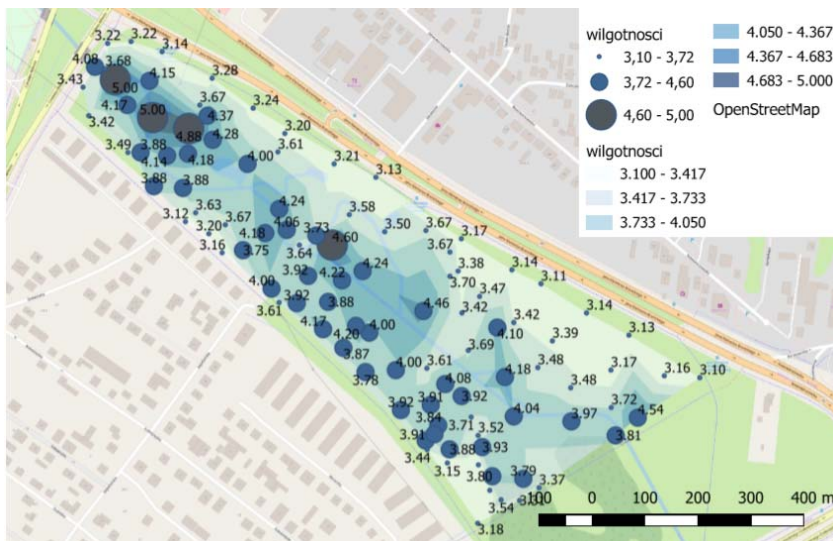 wilgotnosci
3,10 - 3,72
3,72 - 4,60
4,60 - 5,00
wilgotnosci
3.100 - 3.417
3.417 - 3.733
3.733 - 4.050
4.050 - 4.367
4.367 - 4.683
4.683 - 5.000
OpenStreetMap
3.22 3.22
3.14
4.08 3.68
4.15 3.28
3.43 5.00
3.67
4.17 5.00 4.37 3.24
3.42 4.88
4.28 3.20
3.49 3.88 3.61
4.14 4.18 4.00 3.21
3.13
3.88 3.88
4.24 3.58
3.63
3.12 3.67 4.06 3.50 3.67
3.20 4.18 3.73 3.17
4.60
3.16 3.75 3.64 3.67
3.92 4.24 3.38 3.14
4.22 3.70 3.11
4.00
3.92 3.88 3.47
3.61 4.46 3.42 3.14
3.42
4.17 4.00 4.10 3.13
4.20 3.39
3.87 3.69
4.00 3.61 3.48 3.17
3.78 4.18 3.16 3.10
4.08 3.48
3.92
3.92 3.91 3.72
3.84 4.04 3.97 4.54
3.71
3.91 3.52 3.81
3.88 3.93
3.44
3.15 3.80 3.79
3.37
3.54 3.31
3.18
-100 0 100 200 300 400 m